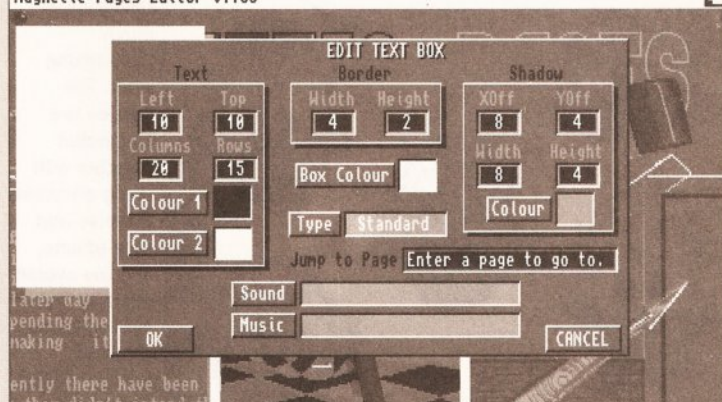 Magnetic Pages Editor
EDIT TEXT BOX
Text
Border
Shadow
Left Top
Width Height
XOff YOff
10 10
4 2
8 4
Columns Rows
Width Height
20 15
Box Colour
8 4
Colour 1
Colour
Type Standard
Colour 2
Jump to Page Enter a page to go to.
Sound
later day
Music
pending the
OK
CANCEL
making it
ently there have been